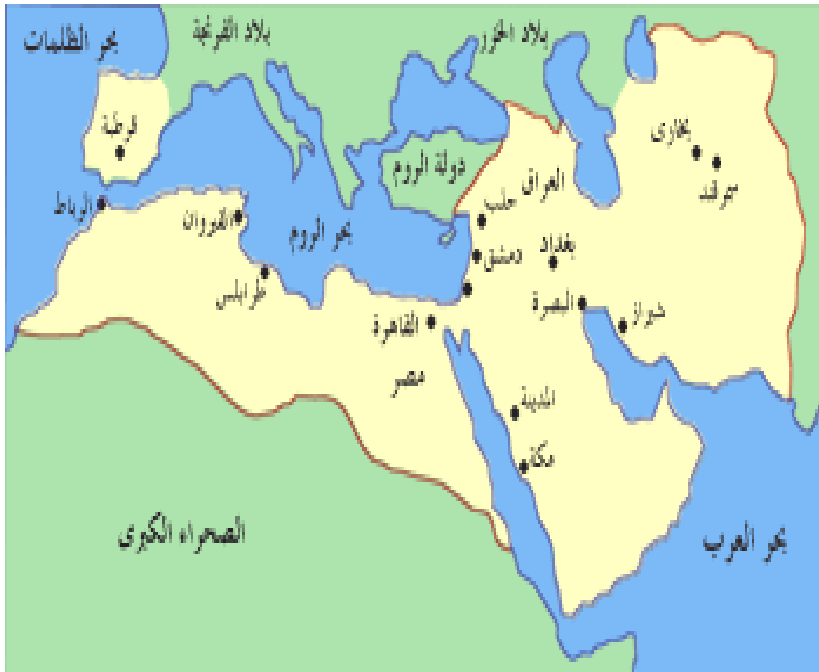 بلاد الفرنجة
بلاد الخزر
بحر الظلمات
قرطبة
بخارى
سمرقند
دولة الروم
العراق
حلب
الرباط
القيروان
بحر الروم
دمشق
بغداد
طرابلس
البصرة
شيراز
القاهرة
مصر
المدينة
مكة
الصحراء الكبرى
بحر العرب